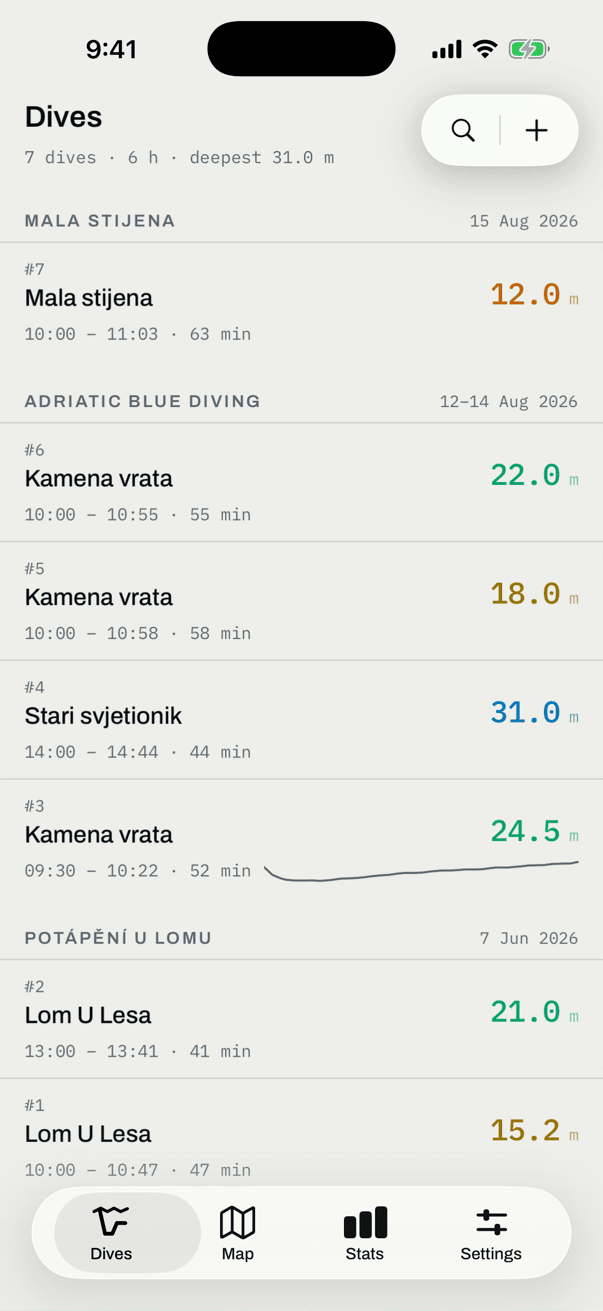 9:41
Dives
7 dives · 6 h · deepest 31.0 m
MALA STIJENA 15 Aug 2026
#7
Mala stijena
12.0 m
10:00 – 11:03 · 63 min
ADRIATIC BLUE DIVING 12–14 Aug 2026
#6
Kamena vrata
22.0 m
10:00 – 10:55 · 55 min
#5
Kamena vrata
18.0 m
10:00 – 10:58 · 58 min
#4
Stari svjetionik
31.0 m
14:00 – 14:44 · 44 min
#3
Kamena vrata
24.5 m
09:30 – 10:22 · 52 min
POTÁPĚNÍ U LOMU 7 Jun 2026
#2
Lom U Lesa
21.0 m
13:00 – 13:41 · 41 min
#1
Lom U Lesa
15.2 m
10:00 – 10:47 · 47 min
Dives Map Stats Settings